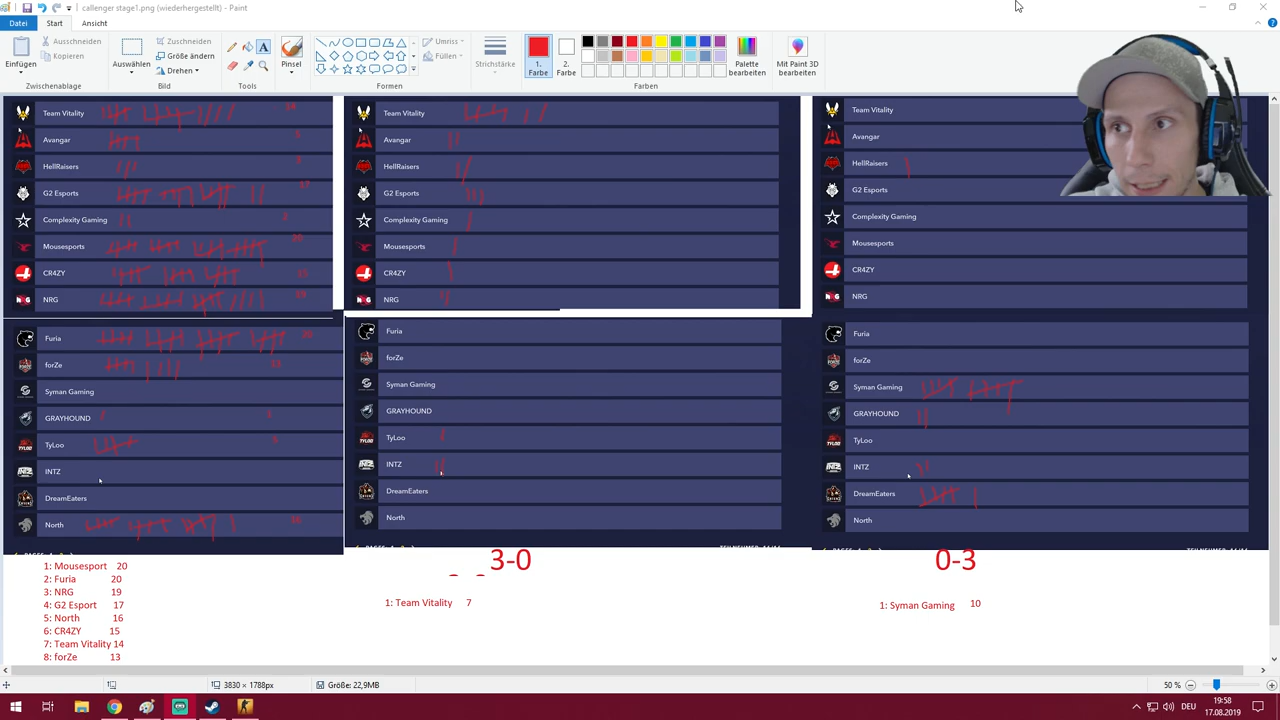 callenger stage1.png (wiederhergestellt) - Paint
Datei Start Ansicht
Einfügen Ausschneiden Kopieren
Auswählen Zuschneiden Größe ändern Drehen
Pinsel
Umriss Füllen
Strichstärke
1. Farbe 2. Farbe
Palette bearbeiten
Mit Paint 3D bearbeiten
Zwischenablage Bild Tools Formen Farben
Team Vitality
Avangar
HellRaisers
G2 Esports
Complexity Gaming
Mousesports
CR4ZY
NRG
Furia
forZe
Syman Gaming
GRAYHOUND
TyLoo
INTZ
DreamEaters
North
Team Vitality
Avangar
HellRaisers
G2 Esports
Complexity Gaming
Mousesports
CR4ZY
NRG
Furia
forZe
Syman Gaming
GRAYHOUND
TyLoo
INTZ
DreamEaters
North
Team Vitality
Avangar
HellRaisers
G2 Esports
Complexity Gaming
Mousesports
CR4ZY
NRG
Furia
forZe
Syman Gaming
GRAYHOUND
TyLoo
INTZ
DreamEaters
North
1: Mousesport 20
2: Furia 20
3: NRG 19
4: G2 Esport 17
5: North 16
6: CR4ZY 15
7: Team Vitality 14
8: forZe 13
3-0
1: Team Vitality 7
0-3
1: Syman Gaming 10
3830 × 1788px
Größe: 22,9MB
50 %
DEU
19:58
17.08.2019